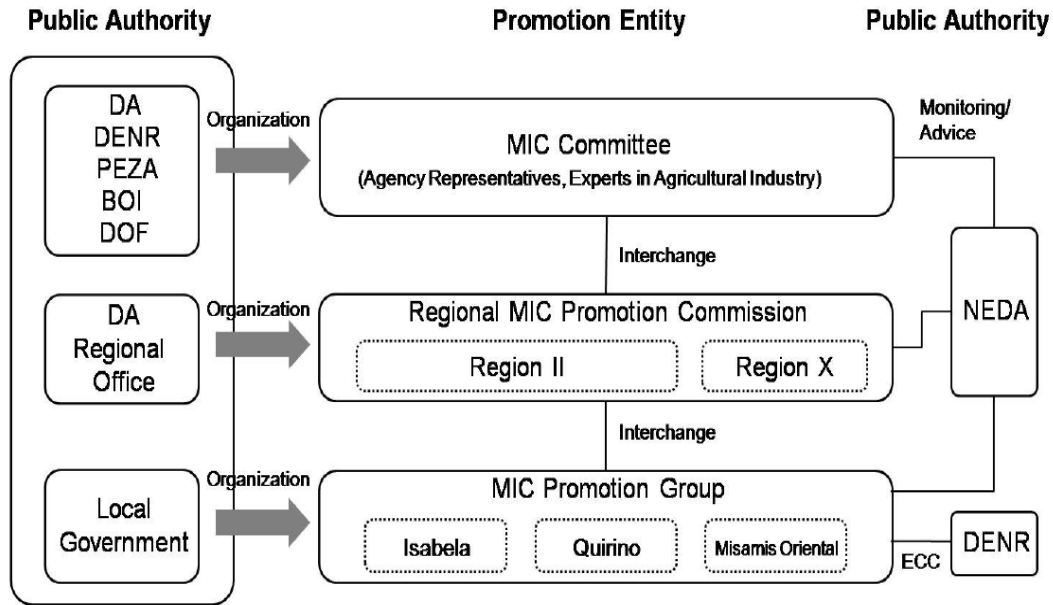 Public Authority
Promotion Entity
Public Authority
DA
DENR
PEZA
BOI
DOF
Organization
MIC Committee
(Agency Representatives, Experts in Agricultural Industry)
Monitoring/
Advice
Interchange
DA
Regional
Office
Organization
Regional MIC Promotion Commission
Region II
Region X
NEDA
Interchange
Local
Government
Organization
MIC Promotion Group
Isabela
Quirino
Misamis Oriental
ECC
DENR